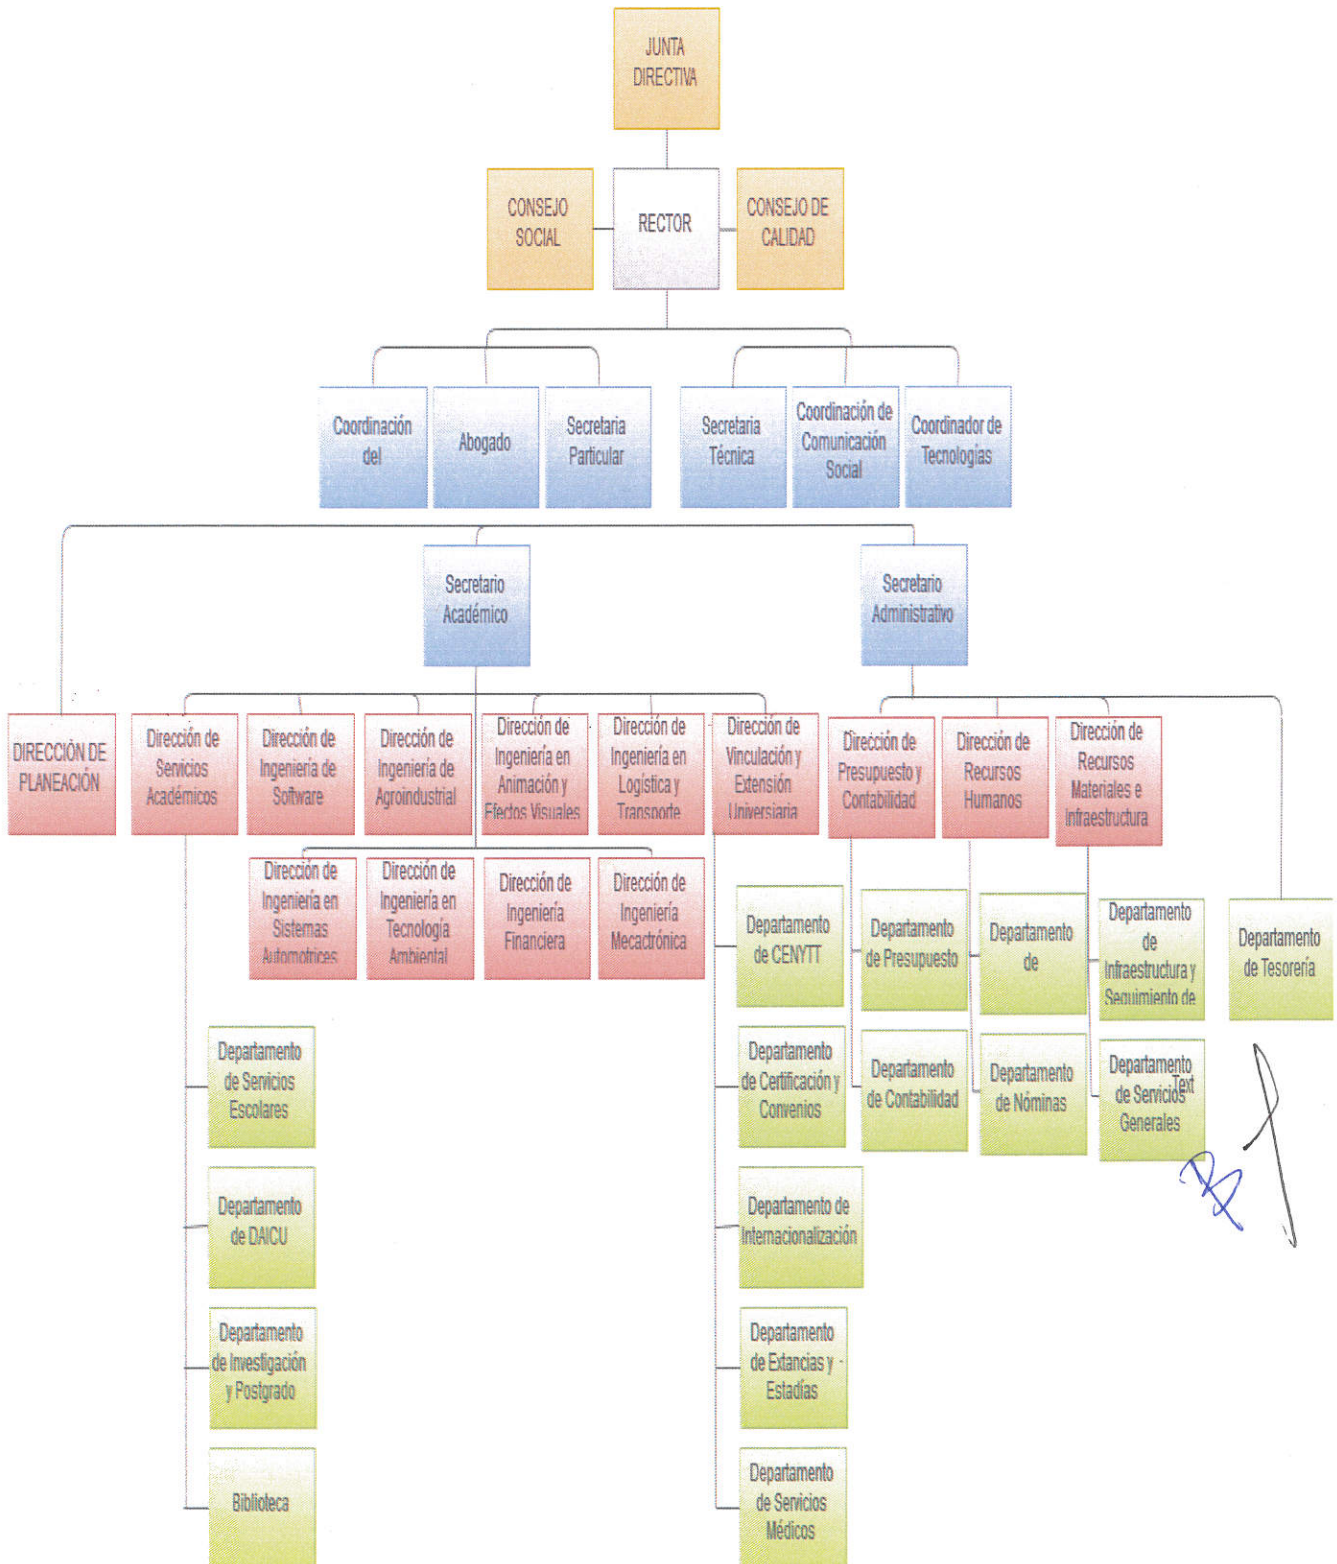 JUNTA
DIRECTIVA
CONSEJO
SOCIAL
RECTOR
CONSEJO DE
CALIDAD
Coordinación
del
Abogado
Secretaria
Particular
Secretaria
Técnica
Coordinación de
Comunicación
Social
Coordinador de
Tecnologías
Secretario
Académico
Secretario
Administrativo
DIRECCIÓN DE
PLANEACIÓN
Dirección de
Servicios
Académicos
Dirección de
Ingeniería de
Software
Dirección de
Ingeniería de
Agroindustrial
Dirección de
Ingeniería en
Animación y
Efectos Visuales
Dirección de
Ingeniería en
Logística y
Transporte
Dirección de
Vinculación y
Extensión
Universiaria
Dirección de
Presupuesto y
Contabilidad
Dirección de
Recursos
Humanos
Dirección de
Recursos
Materiales e
Infraestructura
Dirección de
Ingeniería en
Sistemas
Automotrices
Dirección de
Ingeniería en
Tecnología
Ambiental
Dirección de
Ingeniería
Financiera
Dirección de
Ingeniería
Mecactrónica
Departamento
de CENYTT
Departamento
de Presupuesto
Departamento
de
Departamento
de
Infraestructura y
Seguimiento de
Departamento
de Tesorería
Departamento
de Servicios
Escolares
Departamento
de Certificación y
Convenios
Departamento
de Contabilidad
Departamento
de Nóminas
Departamento
de Servicios
Generales
Text
Departamento
de DAICU
Departamento de
Internacionalización
Departamento
de Investigación
y Postgrado
Departamento
de Extancias y -
Estadías
Biblioteca
Departamento
de Servicios
Médicos